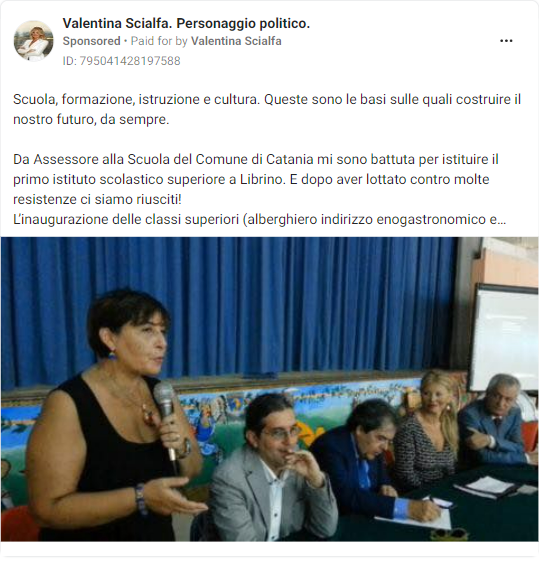 Valentina Scialfa. Personaggio politico.
Sponsored • Paid for by Valentina Scialfa
ID: 795041428197588
Scuola, formazione, istruzione e cultura. Queste sono le basi sulle quali costruire il
nostro futuro, da sempre.
Da Assessore alla Scuola del Comune di Catania mi sono battuta per istituire il
primo istituto scolastico superiore a Librino. E dopo aver lottato contro molte
resistenze ci siamo riusciti!
L'inaugurazione delle classi superiori (alberghiero indirizzo enogastronomico e...